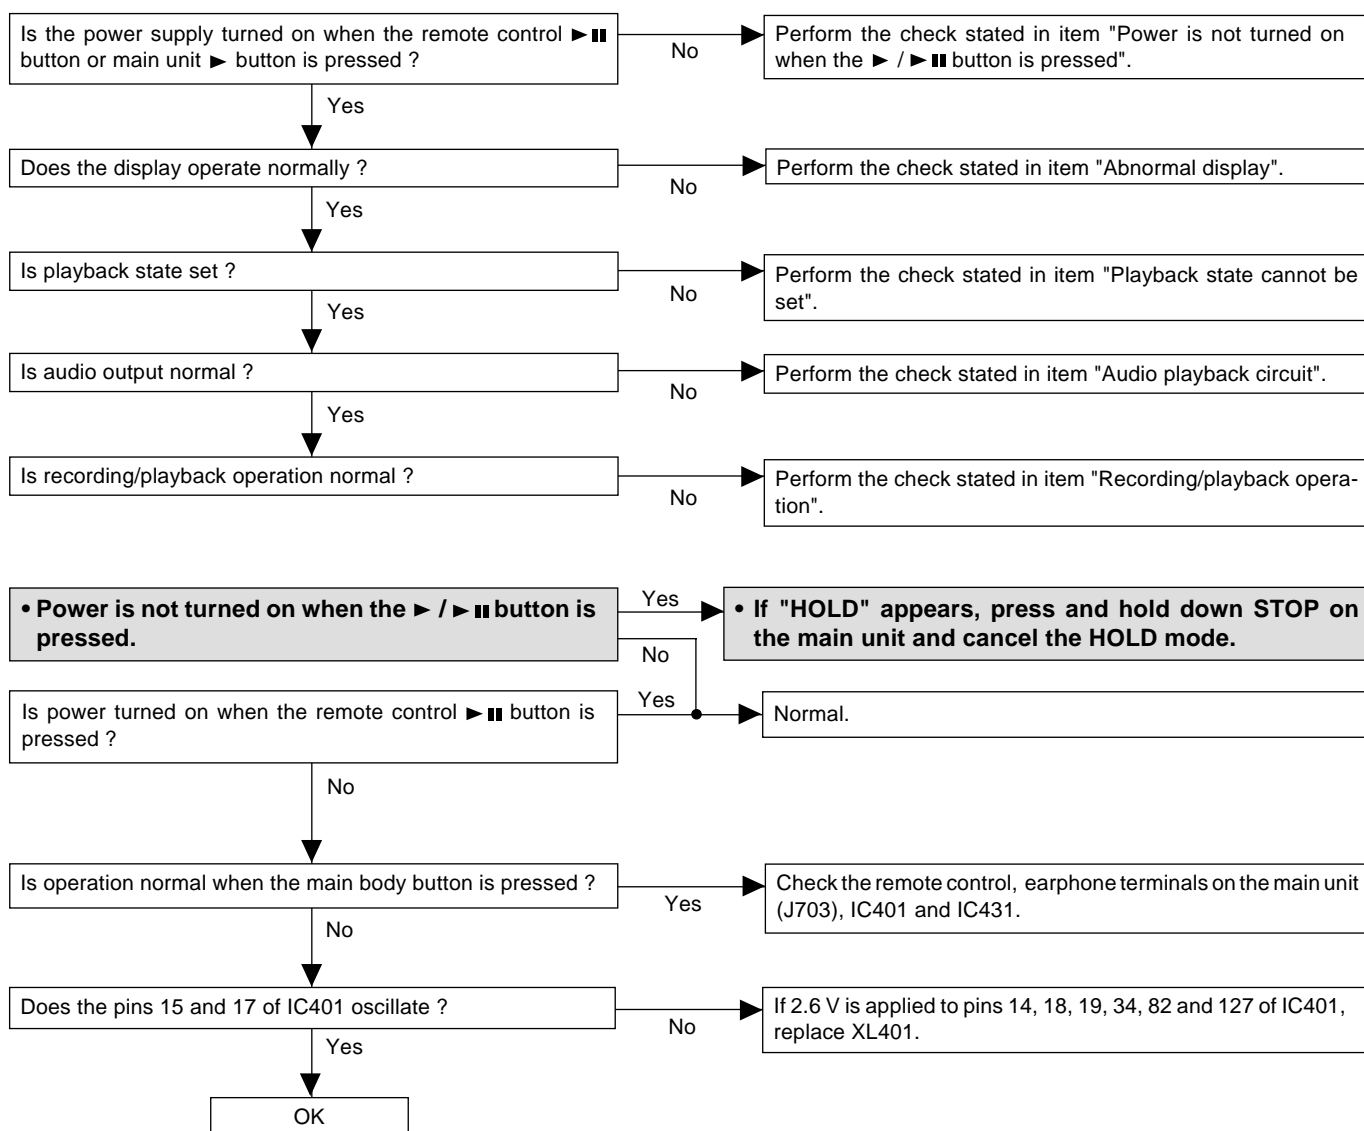 Is the power supply turned on when the remote control ►▮▮
button or main unit ► button is pressed ?
No
Perform the check stated in item "Power is not turned on
when the ► / ►▮▮ button is pressed".
Yes
Does the display operate normally ?
No
Perform the check stated in item "Abnormal display".
Yes
Is playback state set ?
No
Perform the check stated in item "Playback state cannot be
set".
Yes
Is audio output normal ?
No
Perform the check stated in item "Audio playback circuit".
Yes
Is recording/playback operation normal ?
No
Perform the check stated in item "Recording/playback opera-
tion".
• Power is not turned on when the ► / ►▮▮ button is
pressed.
Yes
• If "HOLD" appears, press and hold down STOP on
the main unit and cancel the HOLD mode.
No
Is power turned on when the remote control ►▮▮ button is
pressed ?
Yes
Normal.
No
Is operation normal when the main body button is pressed ?
Yes
Check the remote control, earphone terminals on the main unit
(J703), IC401 and IC431.
No
Does the pins 15 and 17 of IC401 oscillate ?
No
If 2.6 V is applied to pins 14, 18, 19, 34, 82 and 127 of IC401,
replace XL401.
Yes
OK